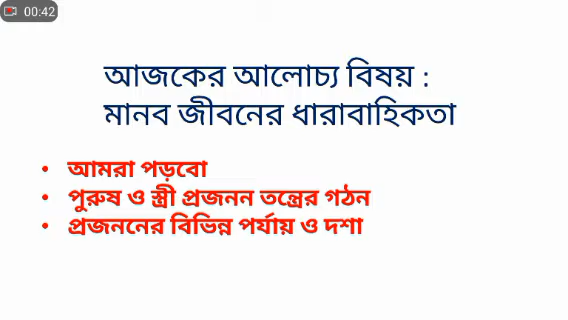 00:42
আজকের আলোচ্য বিষয় :
মানব জীবনের ধারাবাহিকতা
• আমরা পড়বো
• পুরুষ ও স্ত্রী প্রজনন তন্ত্রের গঠন
• প্রজননের বিভিন্ন পর্যায় ও দশা